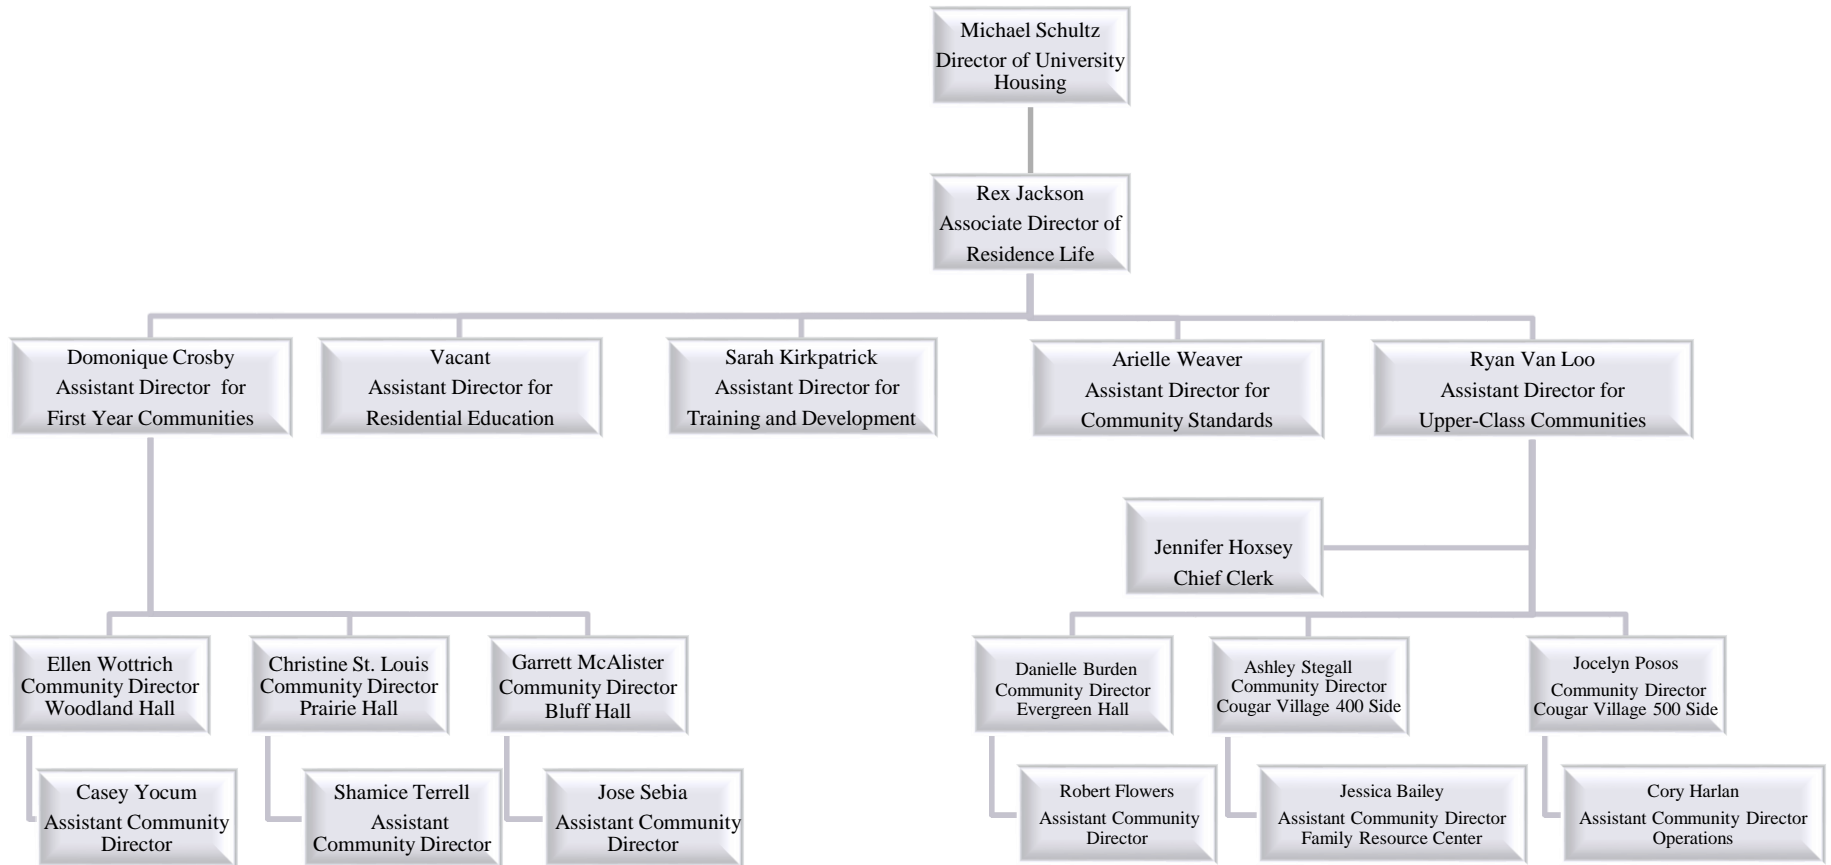 Michael Schultz
Director of University
Housing
Rex Jackson
Associate Director of
Residence Life
Domonique Crosby
Assistant Director for
First Year Communities
Vacant
Assistant Director for
Residential Education
Sarah Kirkpatrick
Assistant Director for
Training and Development
Arielle Weaver
Assistant Director for
Community Standards
Ryan Van Loo
Assistant Director for
Upper-Class Communities
Jennifer Hoxsey
Chief Clerk
Ellen Wottrich
Community Director
Woodland Hall
Christine St. Louis
Community Director
Prairie Hall
Garrett McAlister
Community Director
Bluff Hall
Danielle Burden
Community Director
Evergreen Hall
Ashley Stegall
Community Director
Cougar Village 400 Side
Jocelyn Posos
Community Director
Cougar Village 500 Side
Casey Yocum
Assistant Community
Director
Shamice Terrell
Assistant
Community Director
Jose Sebia
Assistant Community
Director
Robert Flowers
Assistant Community
Director
Jessica Bailey
Assistant Community Director
Family Resource Center
Cory Harlan
Assistant Community Director
Operations